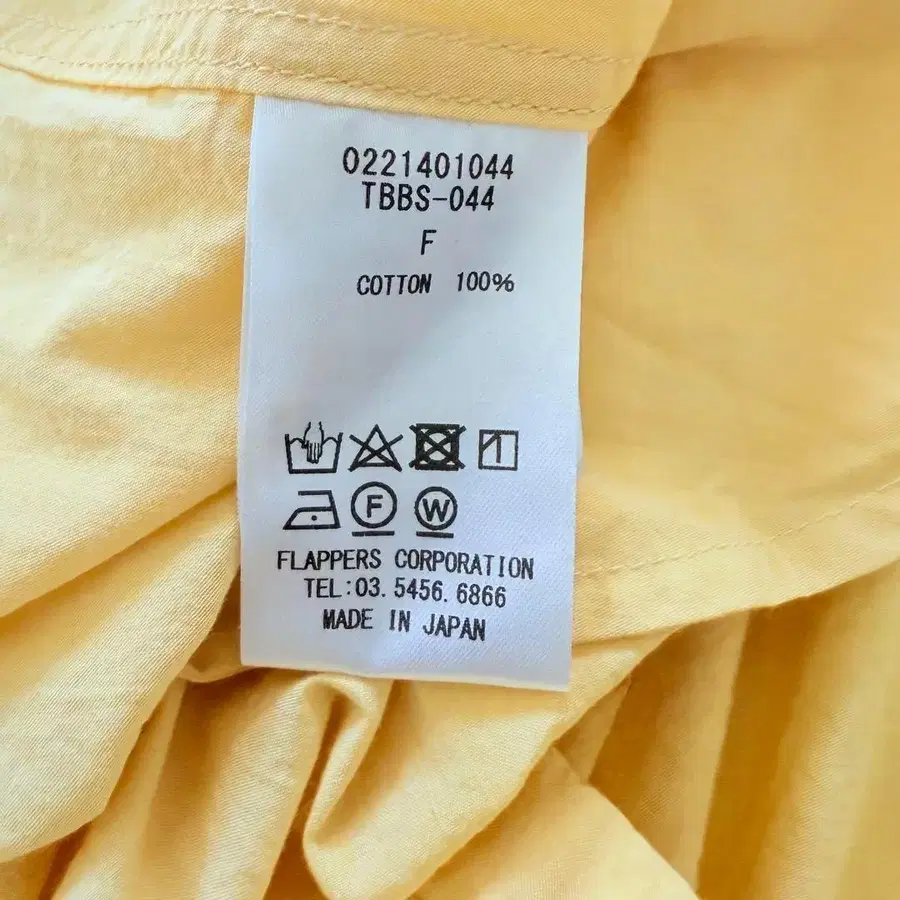 0221401044
TBBS-044
F
COTTON 100%
F W
FLAPPERS CORPORATION
TEL:03.5456.6866
MADE IN JAPAN